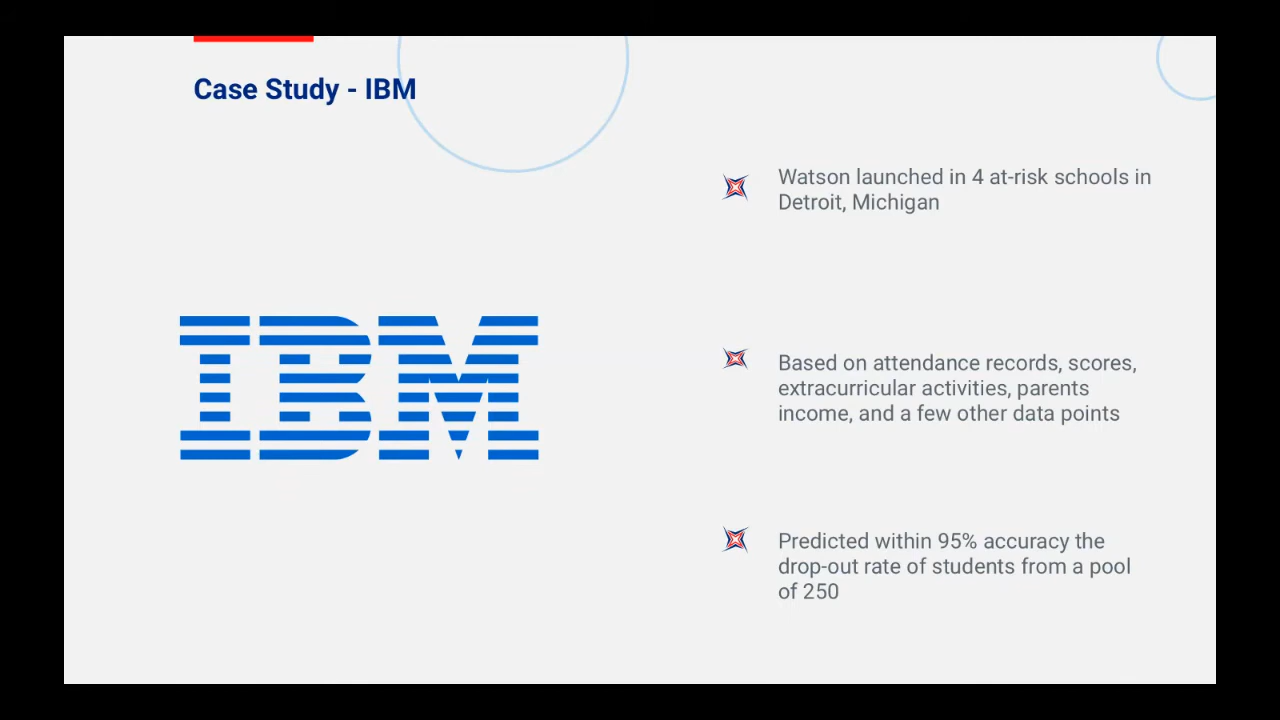 Case Study - IBM
Watson launched in 4 at-risk schools in
Detroit, Michigan
IBM
Based on attendance records, scores,
extracurricular activities, parents
income, and a few other data points
Predicted within 95% accuracy the
drop-out rate of students from a pool
of 250